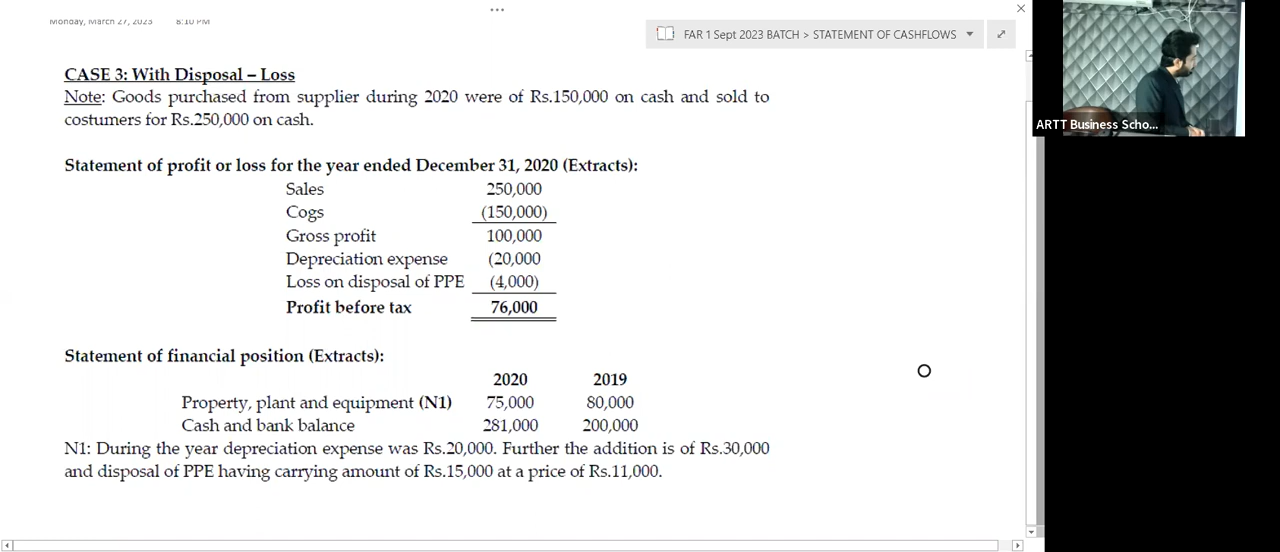 Monday, March 27, 2023 8:10 PM
FAR 1 Sept 2023 BATCH > STATEMENT OF CASHFLOWS
CASE 3: With Disposal – Loss
Note: Goods purchased from supplier during 2020 were of Rs.150,000 on cash and sold to
costumers for Rs.250,000 on cash.
ARTT Business Scho...
Statement of profit or loss for the year ended December 31, 2020 (Extracts):
Sales 250,000
Cogs (150,000)
Gross profit 100,000
Depreciation expense (20,000
Loss on disposal of PPE (4,000)
Profit before tax 76,000
Statement of financial position (Extracts):
2020 2019
Property, plant and equipment (N1) 75,000 80,000
Cash and bank balance 281,000 200,000
N1: During the year depreciation expense was Rs.20,000. Further the addition is of Rs.30,000
and disposal of PPE having carrying amount of Rs.15,000 at a price of Rs.11,000.